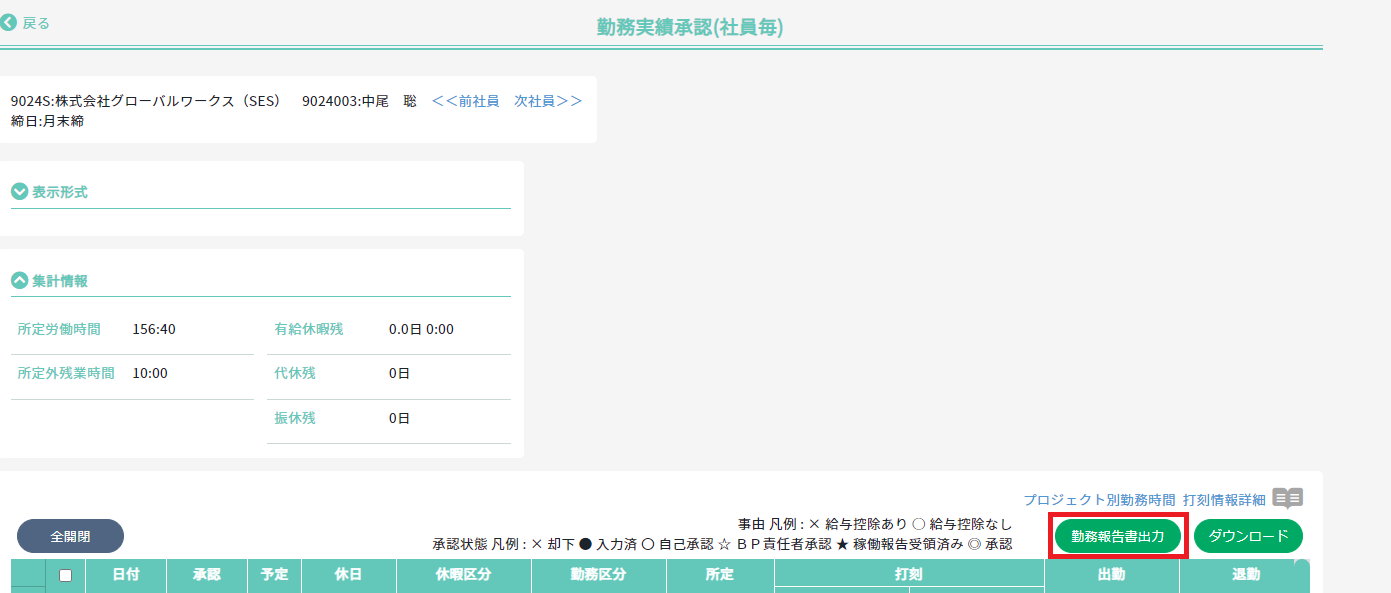 戻る
勤務実績承認(社員毎)
9024S:株式会社グローバルワークス（SES） 9024003:中尾　聡 ＜＜前社員 次社員＞＞
締日:月末締
表示形式
集計情報
所定労働時間 156:40 有給休暇残 0.0日 0:00
所定外残業時間 10:00 代休残 0日
振休残 0日
プロジェクト別勤務時間 打刻情報詳細
全開閉
事由 凡例 : × 給与控除あり ○ 給与控除なし
承認状態 凡例 : × 却下 ● 入力済 〇 自己承認 ☆ ＢＰ責任者承認 ★ 稼働報告受領済み ◎ 承認
勤務報告書出力 ダウンロード
日付 承認 予定 休日 休暇区分 勤務区分 所定 打刻 出勤 退勤